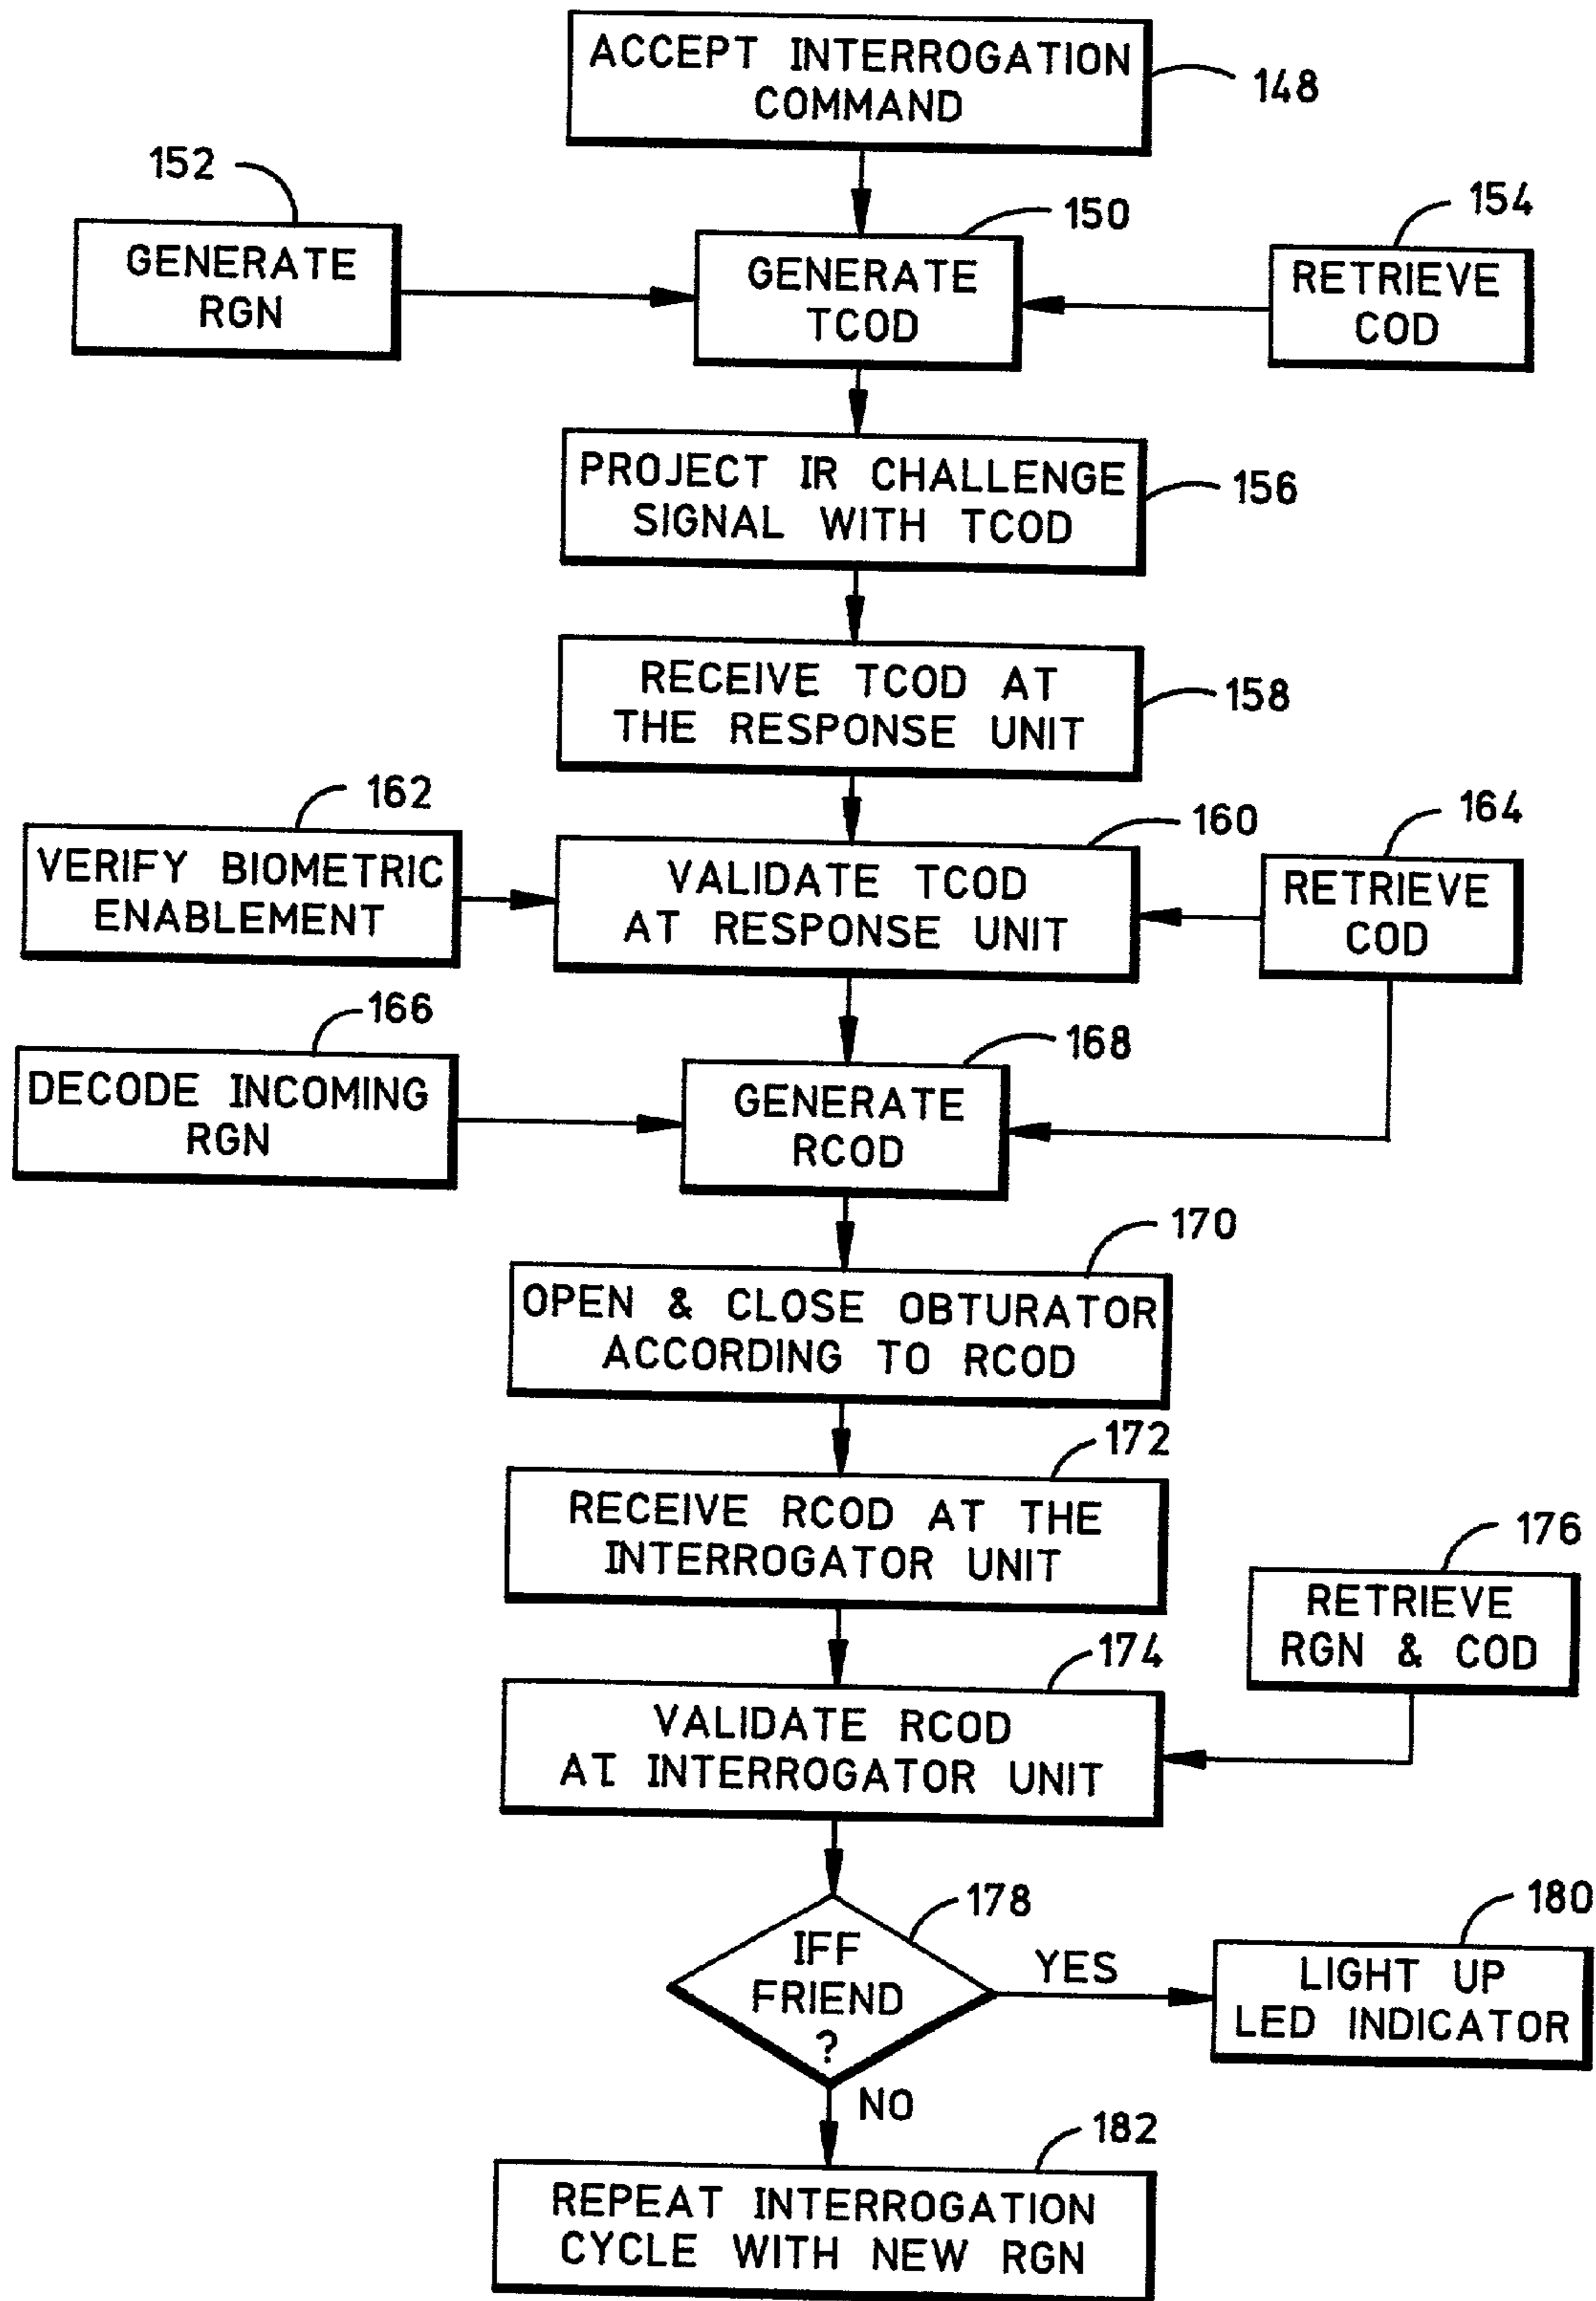 ACCEPT INTERROGATION
COMMAND
148
152
150
154
GENERATE
RGN
GENERATE
TCOD
RETRIEVE
COD
PROJECT IR CHALLENGE
SIGNAL WITH TCOD
156
RECEIVE TCOD AT
THE RESPONSE UNIT
158
162
160
164
VERIFY BIOMETRIC
ENABLEMENT
VALIDATE TCOD
AT RESPONSE UNIT
RETRIEVE
COD
166
168
DECODE INCOMING
RGN
GENERATE
RCOD
170
OPEN & CLOSE OBTURATOR
ACCORDING TO RCOD
172
RECEIVE RCOD AT THE
INTERROGATOR UNIT
176
RETRIEVE
RGN & COD
174
VALIDATE RCOD
AT INTERROGATOR UNIT
178
180
IFF
FRIEND
?
YES
LIGHT UP
LED INDICATOR
NO
182
REPEAT INTERROGATION
CYCLE WITH NEW RGN